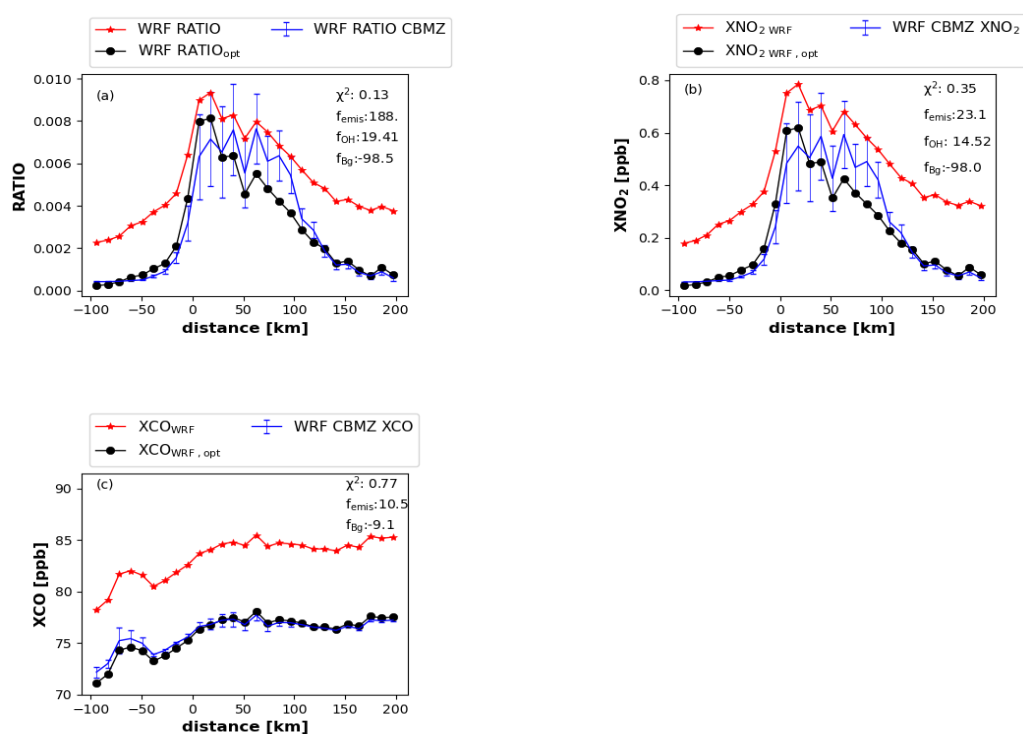 WRF RATIO
WRF RATIO CBMZ
WRF RATIOopt
(a)
χ²: 0.13
femis:188.
fOH:19.41
fBg:-98.5
0.010
0.008
0.006
0.004
0.002
0.000
RATIO
−100 −50 0 50 100 150 200
distance [km]
XNO₂ WRF
WRF CBMZ XNO₂
XNO₂ WRF, opt
(b)
χ²: 0.35
femis:23.1
fOH: 14.52
fBg:-98.0
0.8
0.6
0.4
0.2
0.0
XNO₂ [ppb]
−100 −50 0 50 100 150 200
distance [km]
XCOWRF
WRF CBMZ XCO
XCOWRF, opt
(c)
χ²: 0.77
femis:10.5
fBg:-9.1
90
85
80
75
70
XCO [ppb]
−100 −50 0 50 100 150 200
distance [km]